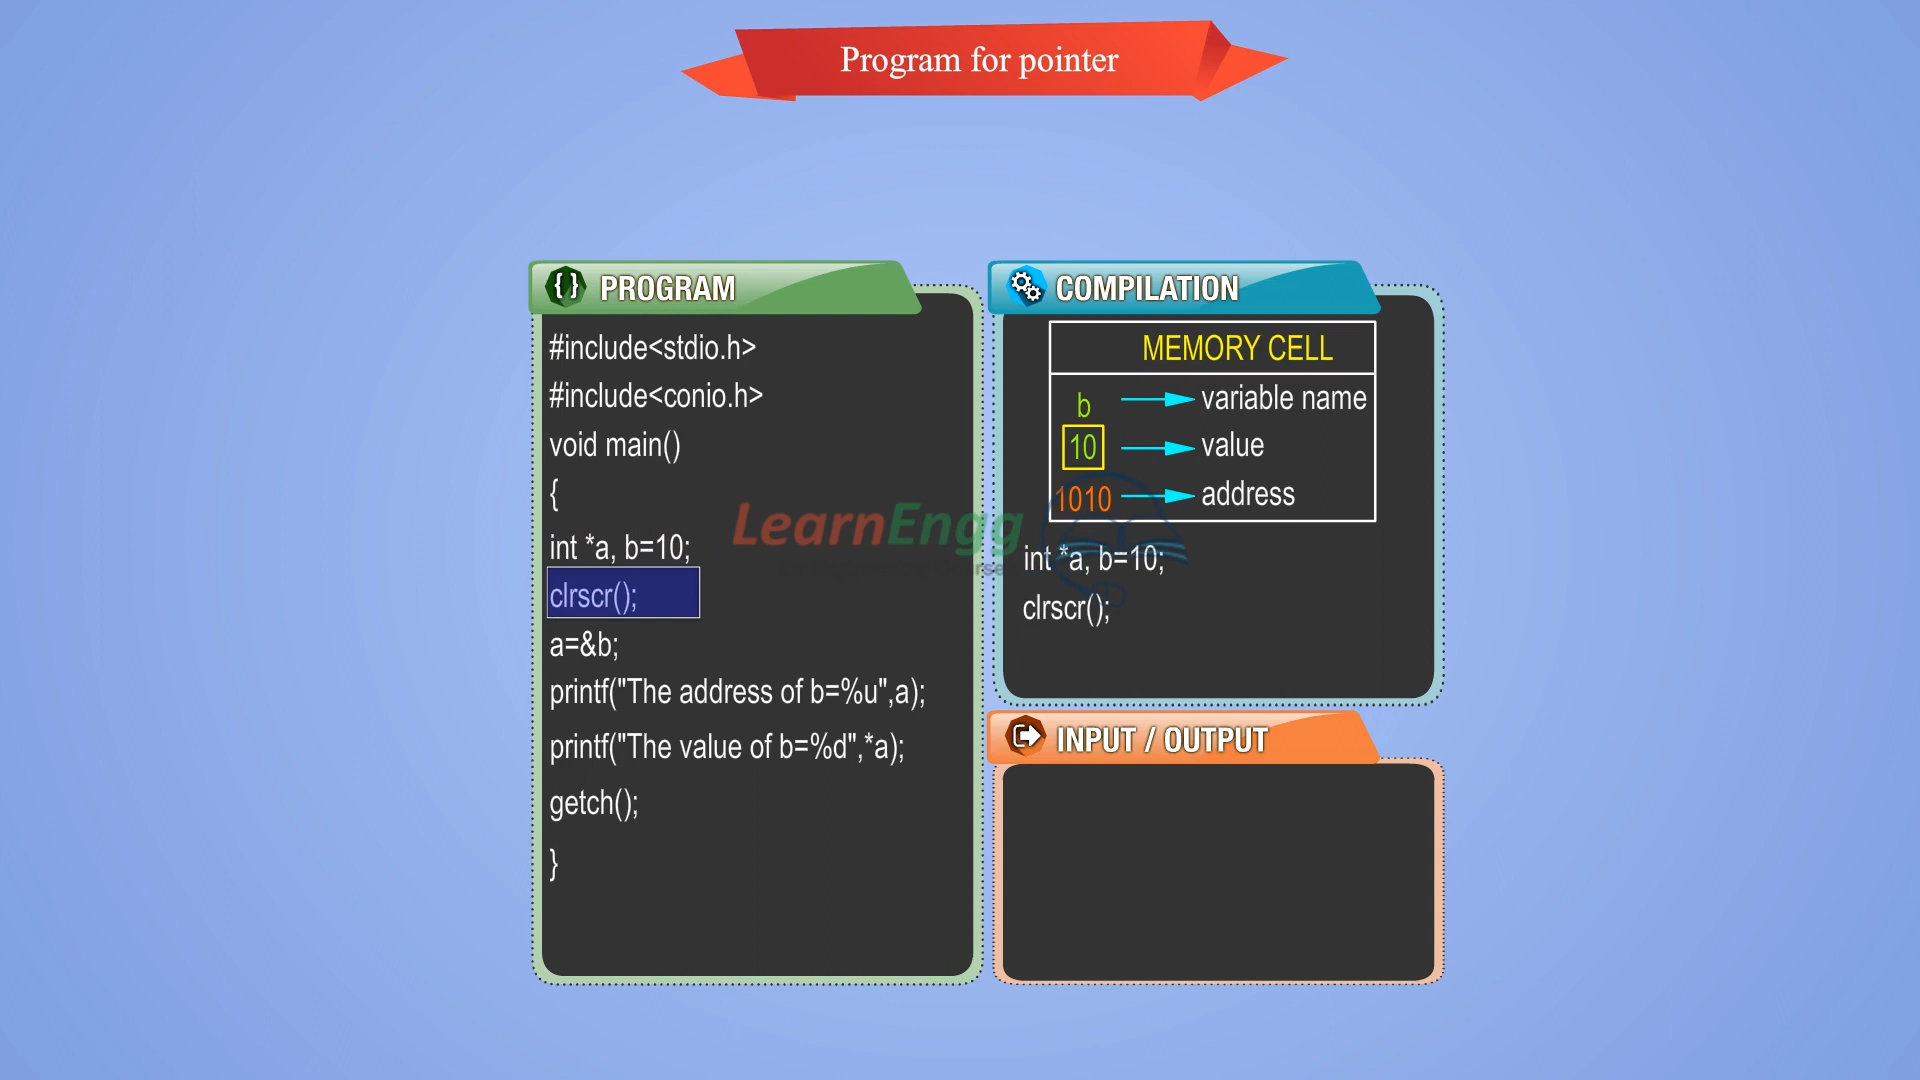 Program for pointer
{ } PROGRAM
#include<stdio.h>
#include<conio.h>
void main()
{
int *a, b=10;
clrscr();
a=&b;
printf("The address of b=%u",a);
printf("The value of b=%d",*a);
getch();
}
COMPILATION
MEMORY CELL
b variable name
10 value
1010 address
int *a, b=10;
clrscr();
INPUT / OUTPUT
LearnEngg